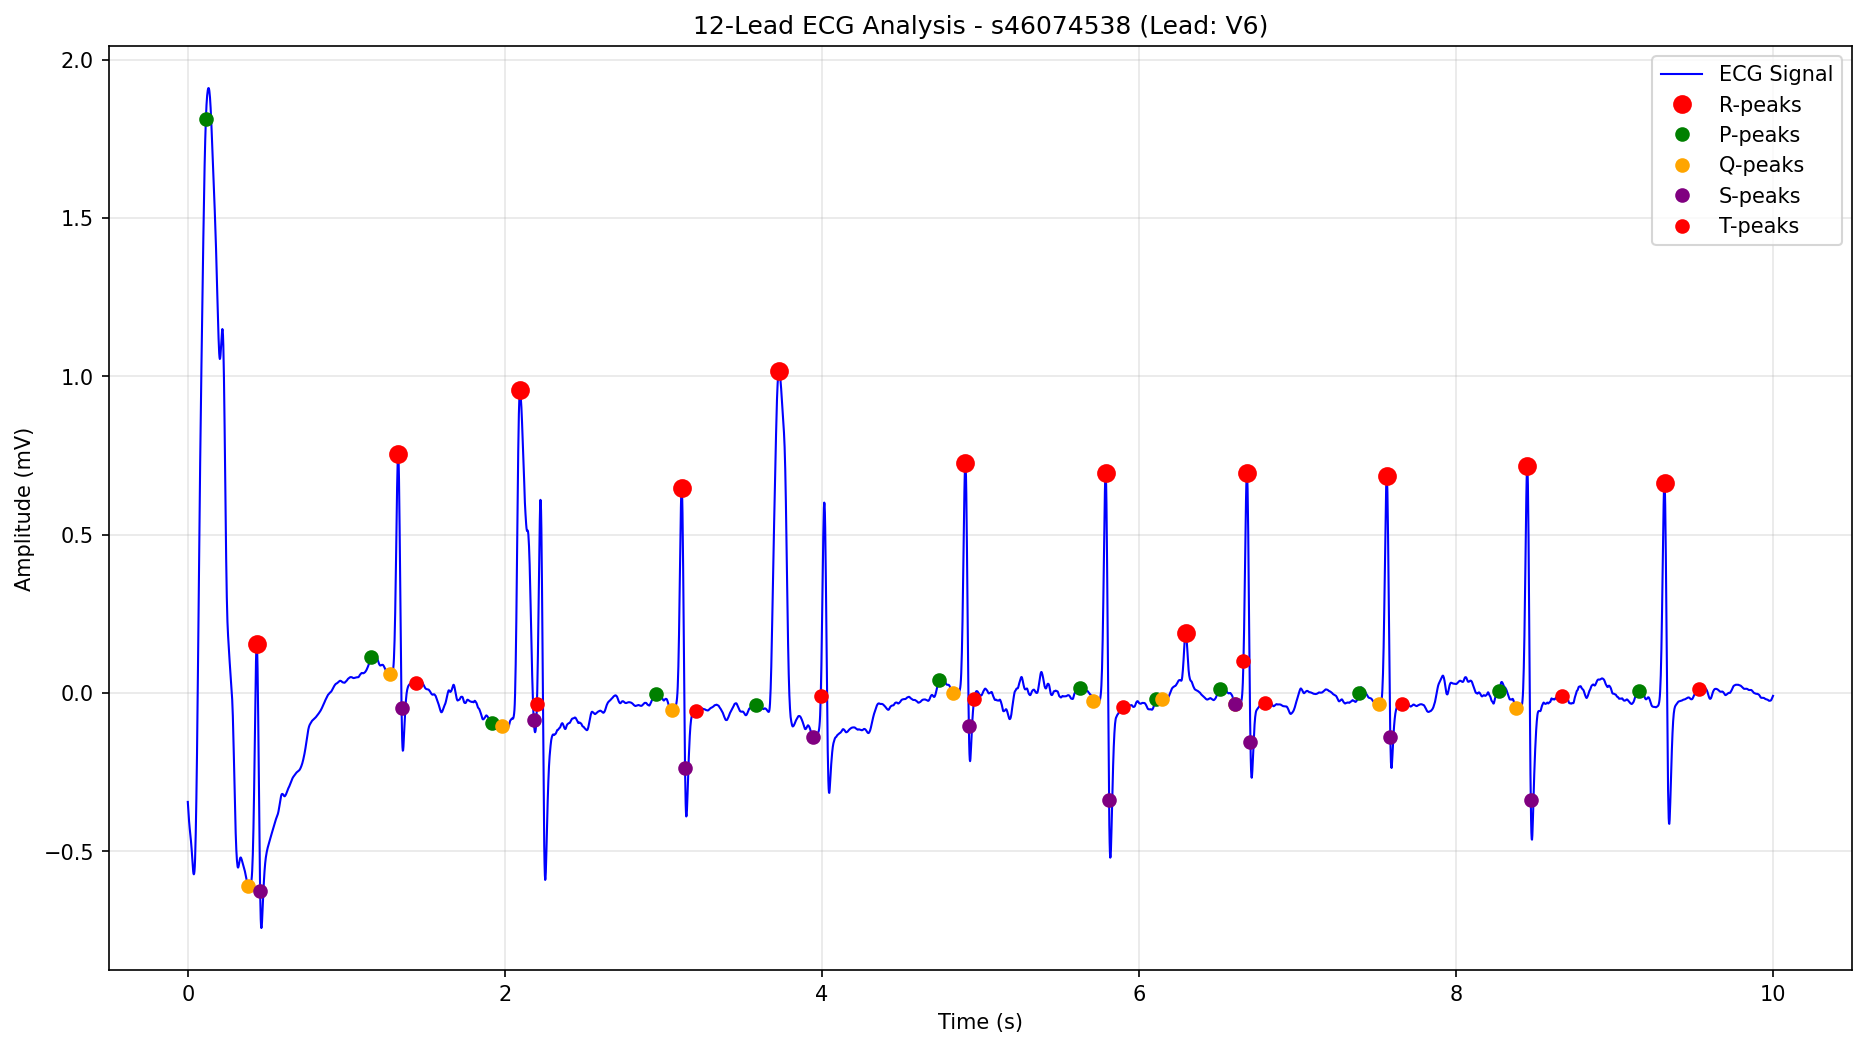 12-Lead ECG Analysis - s46074538 (Lead: V6)
ECG Signal
R-peaks
P-peaks
Q-peaks
S-peaks
T-peaks
Amplitude (mV)
2.0
1.5
1.0
0.5
0.0
−0.5
0 2 4 6 8 10
Time (s)